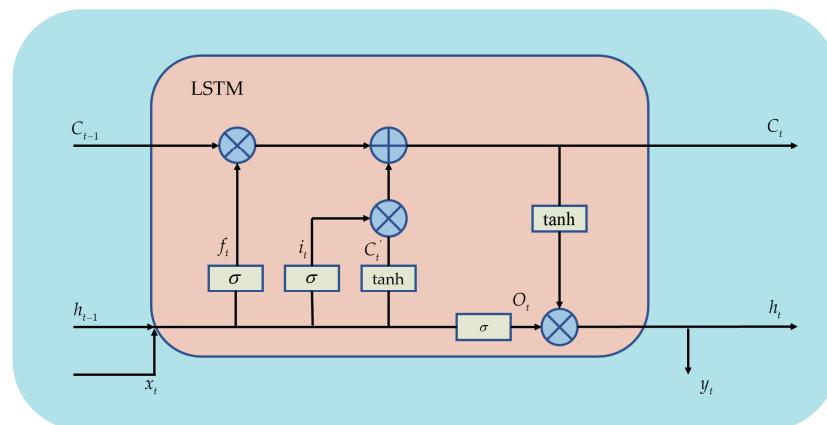 LSTM
C_{t-1}
C_t
tanh
f_t
i_t
C_t'
σ
σ
tanh
O_t
h_{t-1}
h_t
σ
x_t
y_t